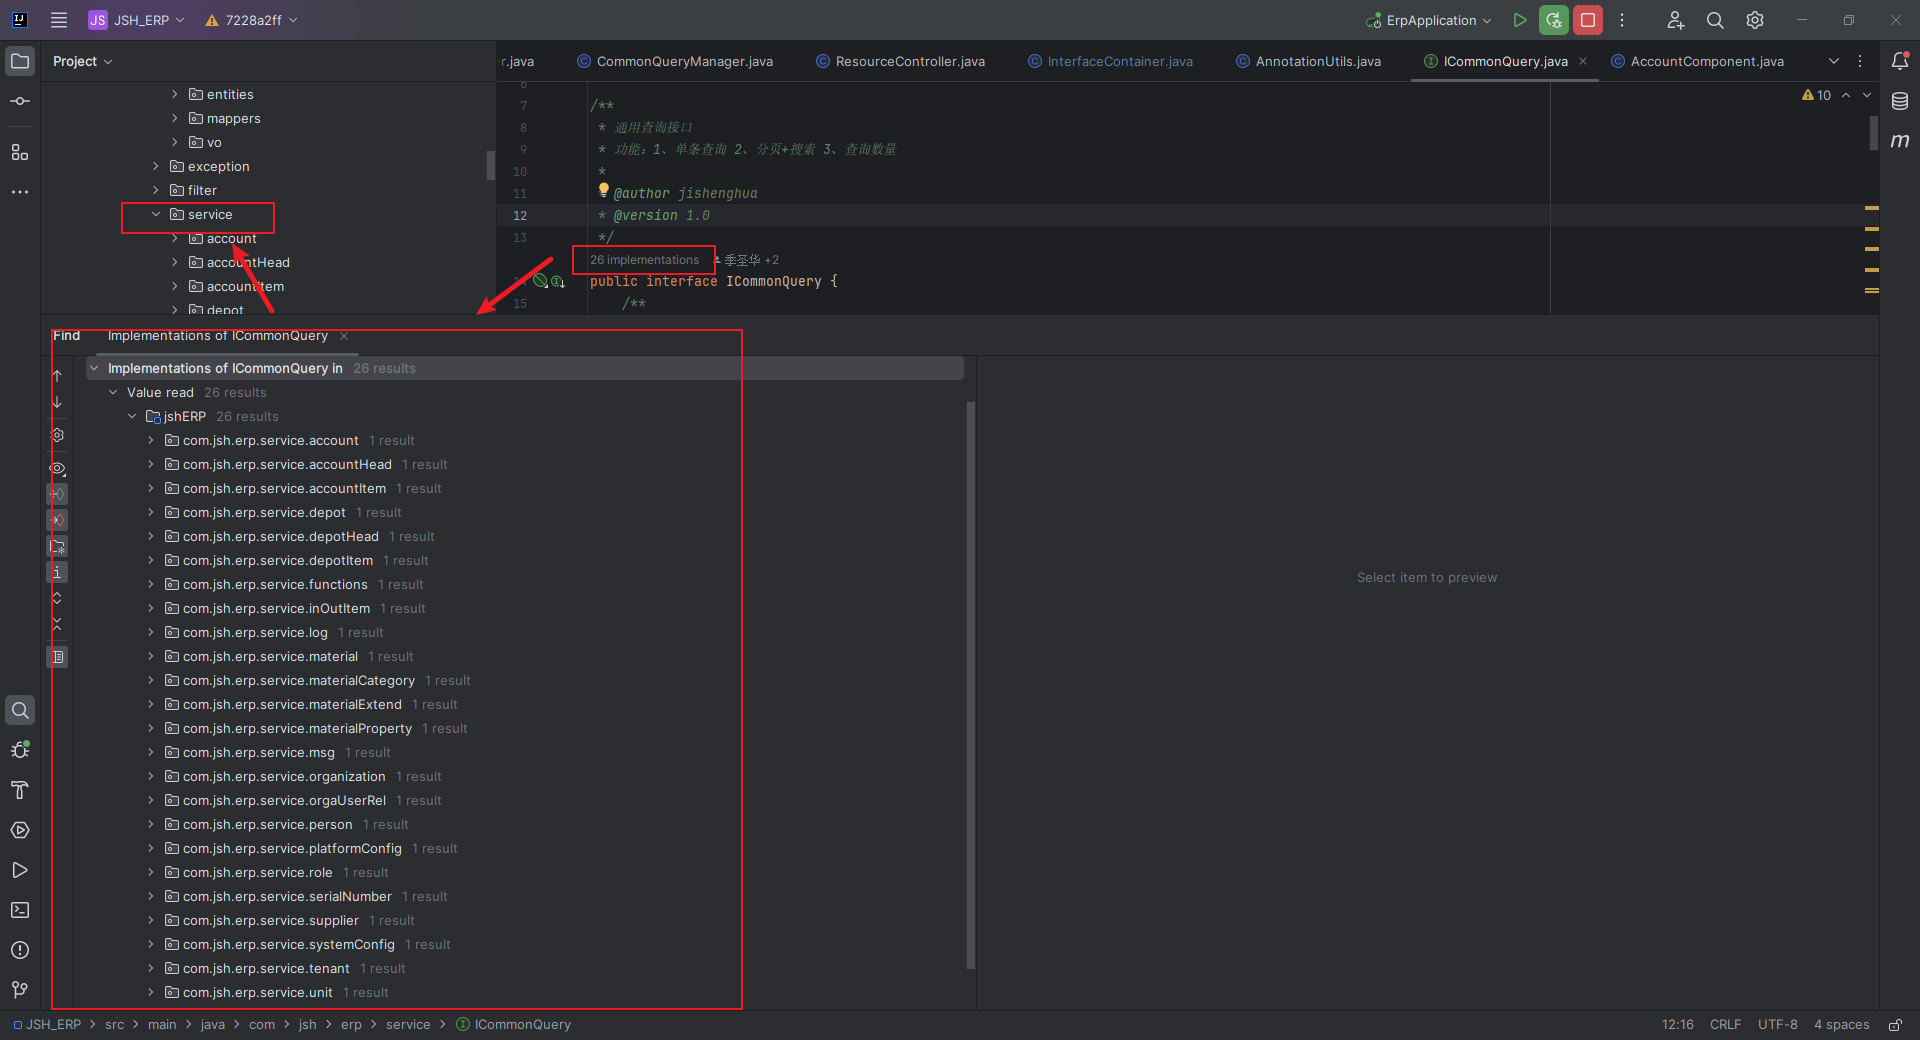 JS JSH_ERP 7228a2ff ErpApplication
Project
r.java CommonQueryManager.java ResourceController.java InterfaceContainer.java AnnotationUtils.java ICommonQuery.java AccountComponent.java
entities
mappers
vo
exception
filter
service
account
accountHead
accountItem
depot
10
6
7 /**
8 * 通用查询接口
9 * 功能：1、单条查询 2、分页+搜索 3、查询数量
10 *
11 * @author jishenghua
12 * @version 1.0
13 */
26 implementations 季圣华 +2
public interface ICommonQuery {
15 /**
Find Implementations of ICommonQuery
Implementations of ICommonQuery in 26 results
Value read 26 results
jshERP 26 results
com.jsh.erp.service.account 1 result
com.jsh.erp.service.accountHead 1 result
com.jsh.erp.service.accountItem 1 result
com.jsh.erp.service.depot 1 result
com.jsh.erp.service.depotHead 1 result
com.jsh.erp.service.depotItem 1 result
com.jsh.erp.service.functions 1 result
com.jsh.erp.service.inOutItem 1 result
com.jsh.erp.service.log 1 result
com.jsh.erp.service.material 1 result
com.jsh.erp.service.materialCategory 1 result
com.jsh.erp.service.materialExtend 1 result
com.jsh.erp.service.materialProperty 1 result
com.jsh.erp.service.msg 1 result
com.jsh.erp.service.organization 1 result
com.jsh.erp.service.orgaUserRel 1 result
com.jsh.erp.service.person 1 result
com.jsh.erp.service.platformConfig 1 result
com.jsh.erp.service.role 1 result
com.jsh.erp.service.serialNumber 1 result
com.jsh.erp.service.supplier 1 result
com.jsh.erp.service.systemConfig 1 result
com.jsh.erp.service.tenant 1 result
com.jsh.erp.service.unit 1 result
Select item to preview
JSH_ERP > src > main > java > com > jsh > erp > service > ICommonQuery
12:16 CRLF UTF-8 4 spaces